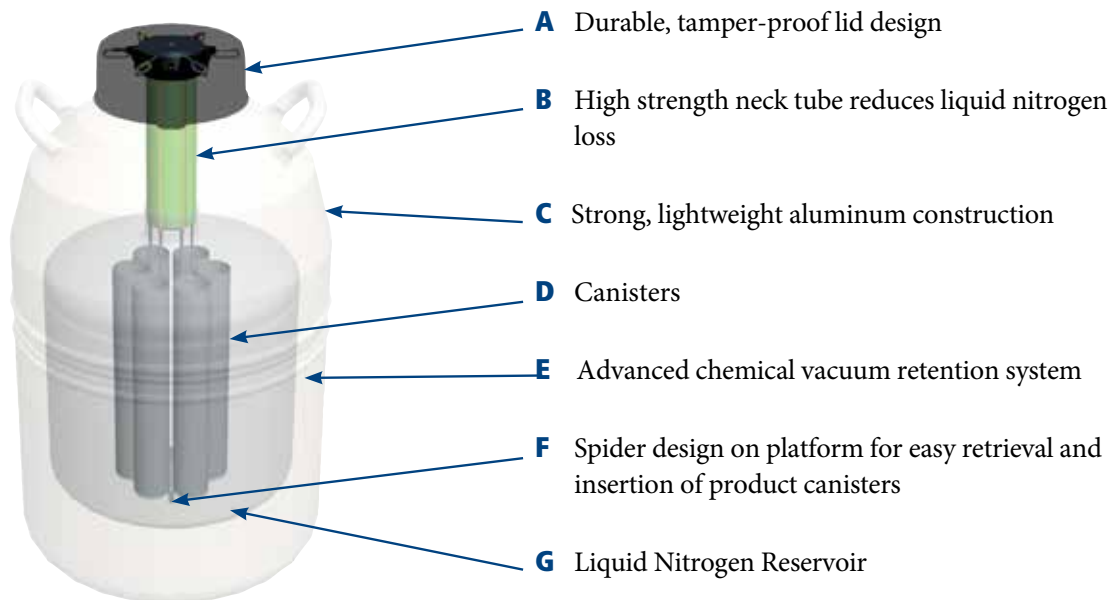 A Durable, tamper-proof lid design
B High strength neck tube reduces liquid nitrogen
loss
C Strong, lightweight aluminum construction
D Canisters
E Advanced chemical vacuum retention system
F Spider design on platform for easy retrieval and
insertion of product canisters
G Liquid Nitrogen Reservoir